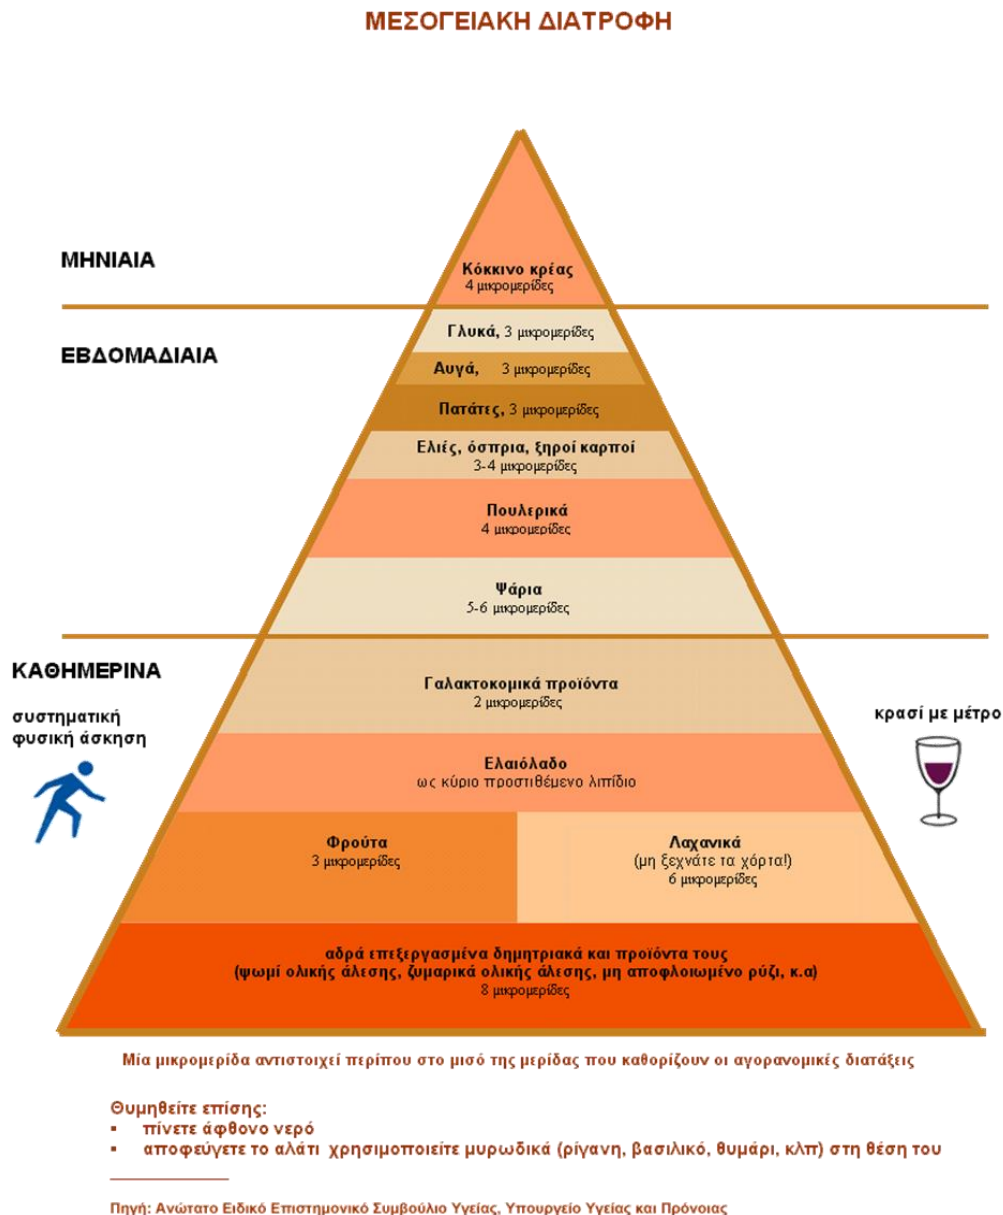 ΜΕΣΟΓΕΙΑΚΗ ΔΙΑΤΡΟΦΗ
ΜΗΝΙΑΙΑ
Κόκκινο κρέας
4 μικρομερίδες
ΕΒΔΟΜΑΔΙΑΙΑ
Γλυκά, 3 μικρομερίδες
Αυγά, 3 μικρομερίδες
Πατάτες, 3 μικρομερίδες
Ελιές, όσπρια, ξηροί καρποί
3-4 μικρομερίδες
Πουλερικά
4 μικρομερίδες
Ψάρια
5-6 μικρομερίδες
ΚΑΘΗΜΕΡΙΝΑ
συστηματική
φυσική άσκηση
Γαλακτοκομικά προϊόντα
2 μικρομερίδες
κρασί με μέτρο
Ελαιόλαδο
ως κύριο προστιθέμενο λιπίδιο
Φρούτα
3 μικρομερίδες
Λαχανικά
(μη ξεχνάτε τα χόρτα!)
6 μικρομερίδες
αδρά επεξεργασμένα δημητριακά και προϊόντα τους
(ψωμί ολικής άλεσης, ζυμαρικά ολικής άλεσης, μη αποφλοιωμένο ρύζι, κ.α)
8 μικρομερίδες
Μία μικρομερίδα αντιστοιχεί περίπου στο μισό της μερίδας που καθορίζουν οι αγορανομικές διατάξεις
Θυμηθείτε επίσης:
▪ πίνετε άφθονο νερό
▪ αποφεύγετε το αλάτι χρησιμοποιείτε μυρωδικά (ρίγανη, βασιλικό, θυμάρι, κλπ) στη θέση του
Πηγή: Ανώτατο Ειδικό Επιστημονικό Συμβούλιο Υγείας, Υπουργείο Υγείας και Πρόνοιας